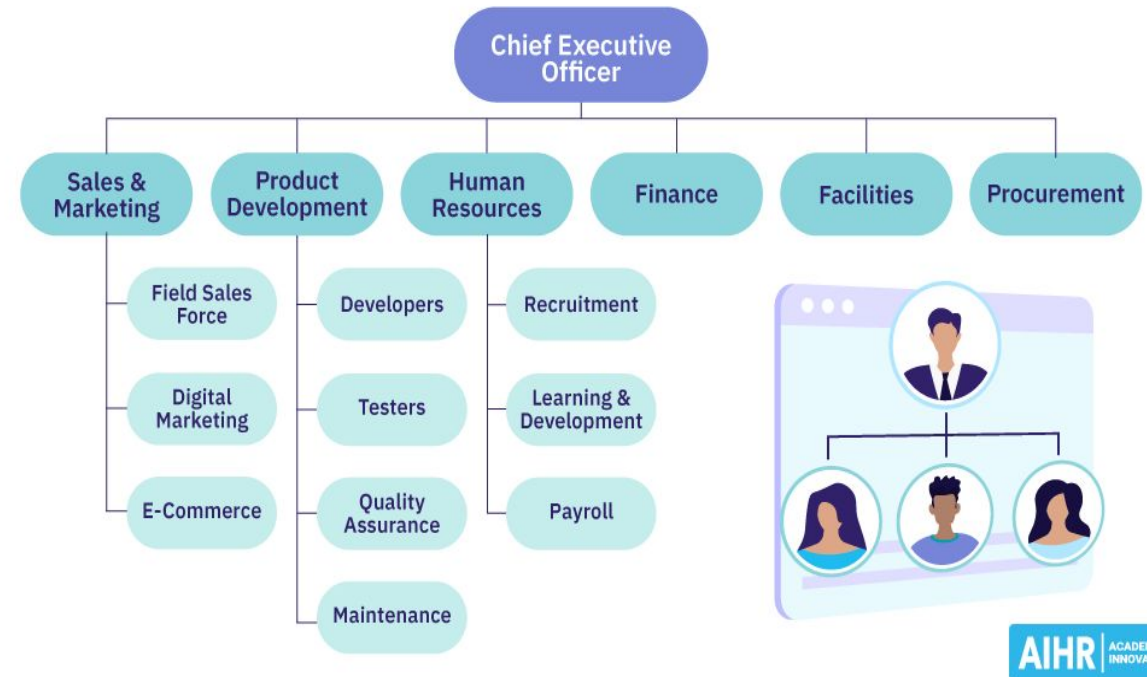 Chief Executive
Officer
Sales &
Marketing
Product
Development
Human
Resources
Finance
Facilities
Procurement
Field Sales
Force
Digital
Marketing
E-Commerce
Developers
Testers
Quality
Assurance
Maintenance
Recruitment
Learning &
Development
Payroll
AIHR